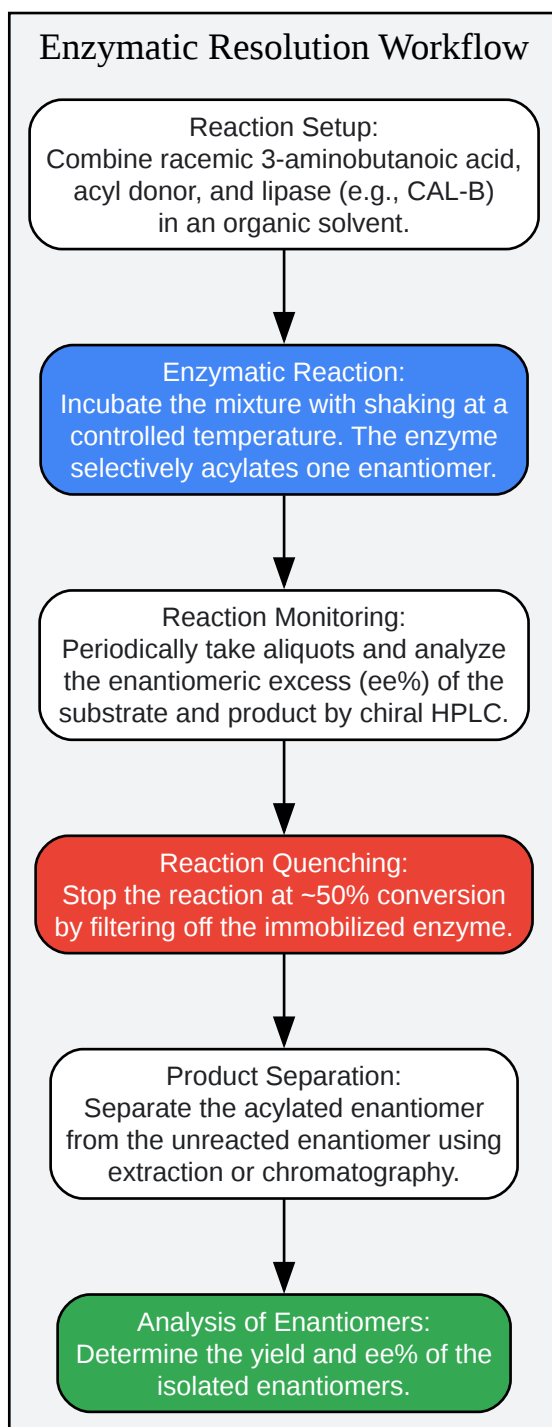 Enzymatic Resolution Workflow
Reaction Setup:
Combine racemic 3-aminobutanoic acid,
acyl donor, and lipase (e.g., CAL-B)
in an organic solvent.
Enzymatic Reaction:
Incubate the mixture with shaking at a
controlled temperature. The enzyme
selectively acylates one enantiomer.
Reaction Monitoring:
Periodically take aliquots and analyze
the enantiomeric excess (ee%) of the
substrate and product by chiral HPLC.
Reaction Quenching:
Stop the reaction at ~50% conversion
by filtering off the immobilized enzyme.
Product Separation:
Separate the acylated enantiomer
from the unreacted enantiomer using
extraction or chromatography.
Analysis of Enantiomers:
Determine the yield and ee% of the
isolated enantiomers.